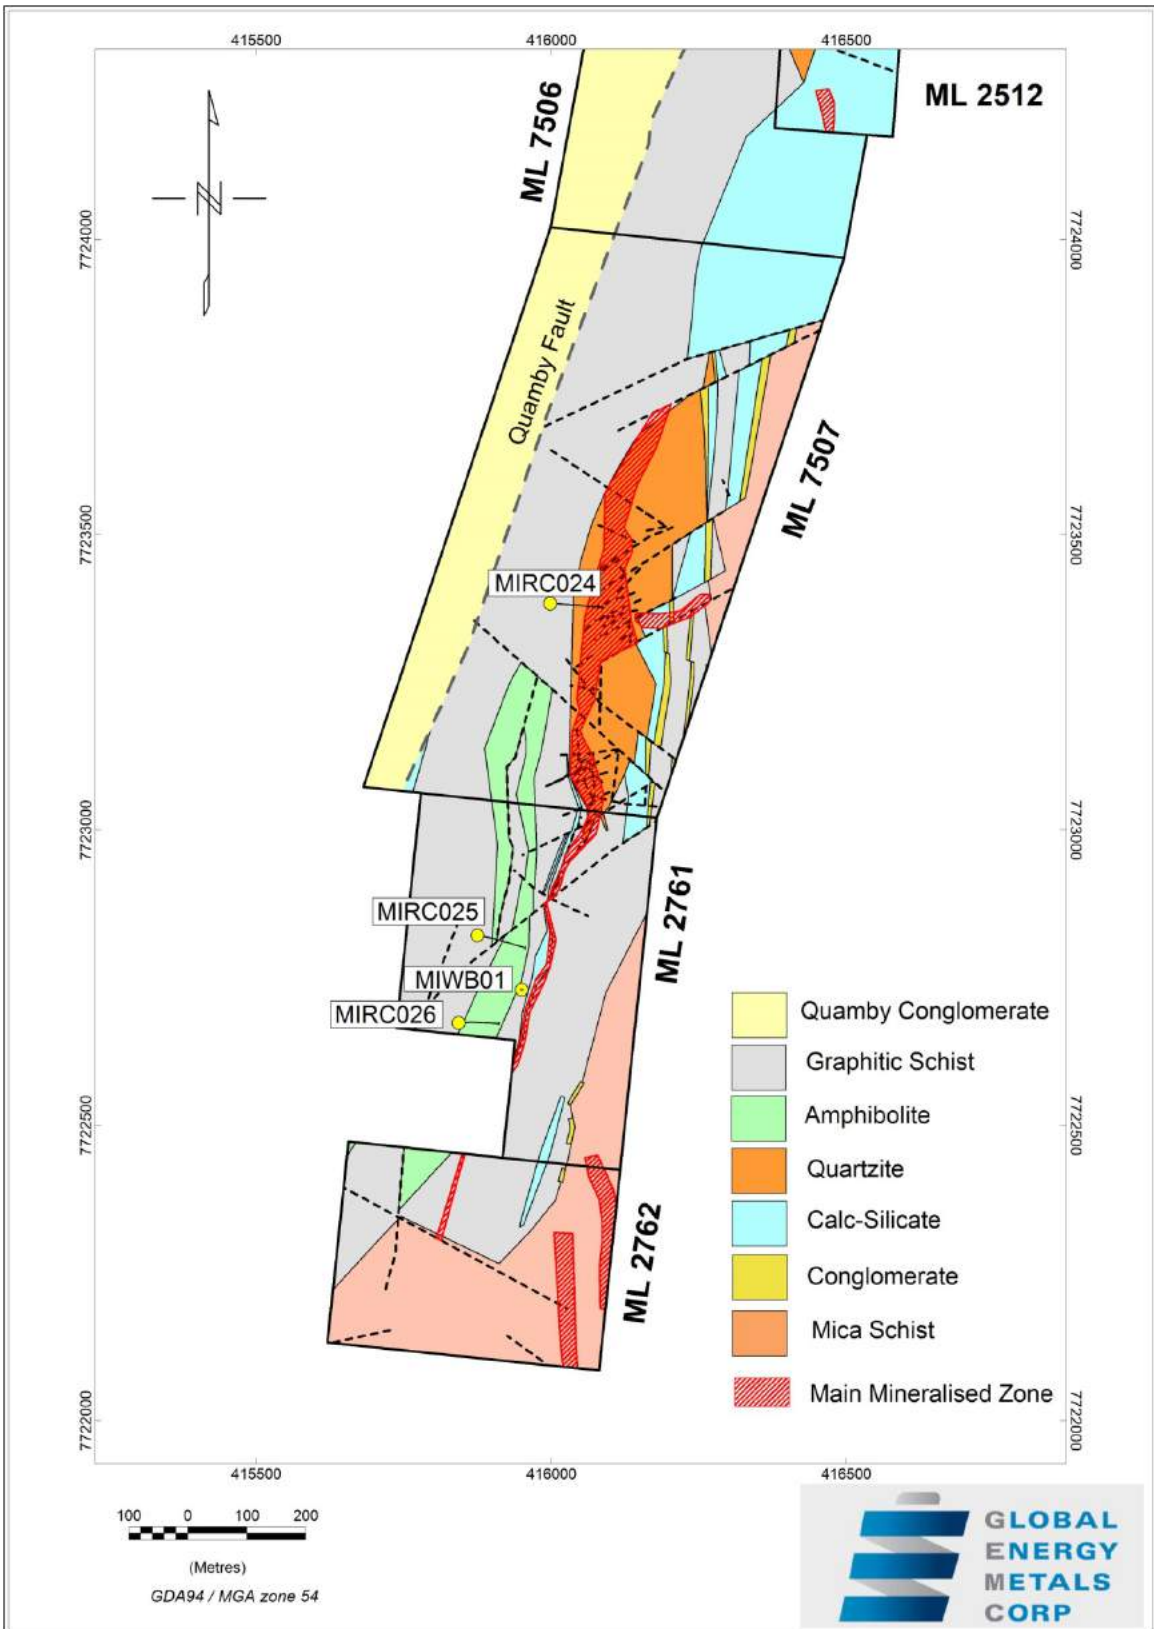 415500
416000
416500
ML 7506
ML 2512
N
7724000
7724000
Quamby Fault
ML 7507
7723500
7723500
MIRC024
7723000
7723000
ML 2761
MIRC025
MIWB01
MIRC026
Quamby Conglomerate
Graphitic Schist
Amphibolite
7722500
7722500
Quartzite
Calc-Silicate
ML 2762
Conglomerate
Mica Schist
Main Mineralised Zone
7722000
7722000
415500
416000
416500
100 0 100 200
(Metres)
GDA94 / MGA zone 54
GLOBAL
ENERGY
METALS
CORP